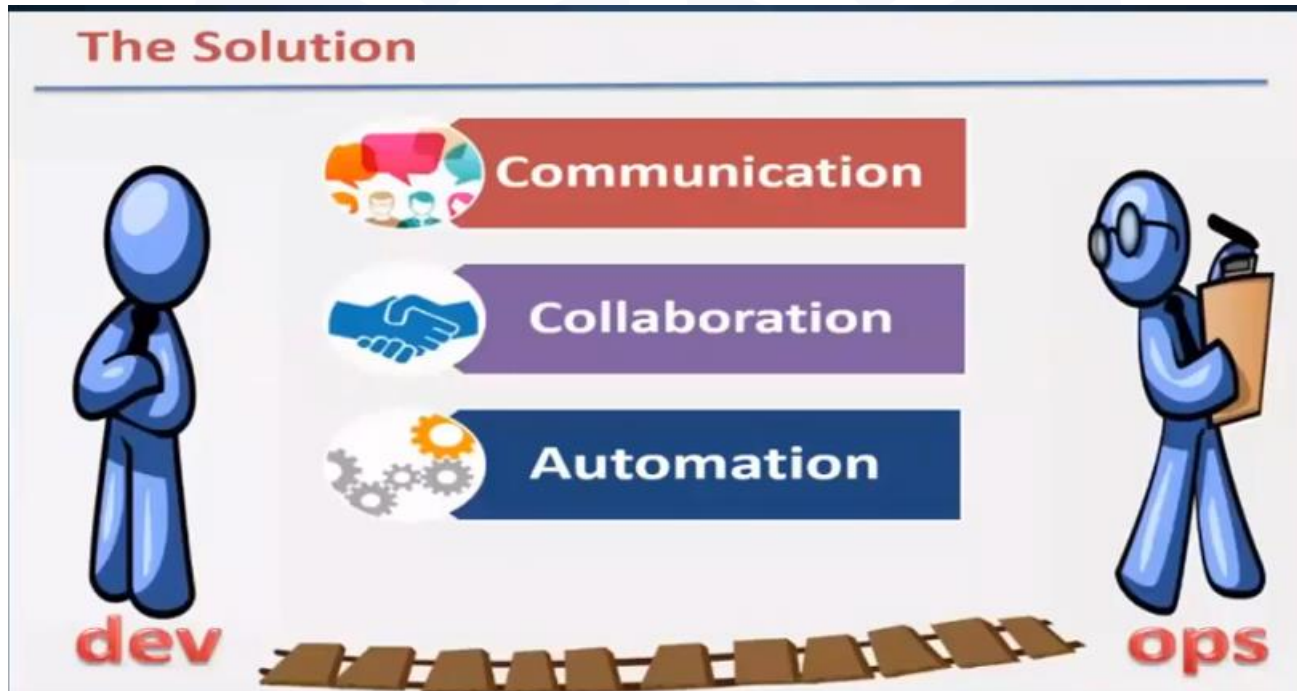 The Solution
Communication
Collaboration
Automation
dev
ops